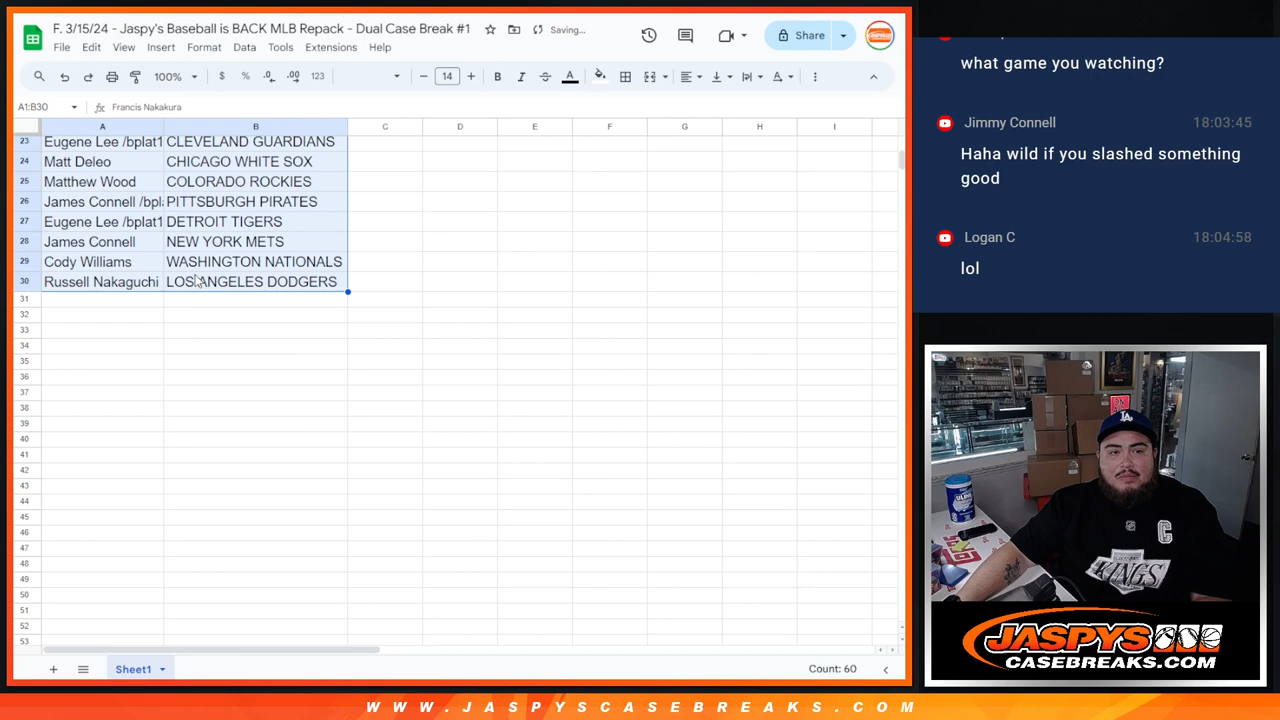 F. 3/15/24 - Jaspy's Baseball is BACK MLB Repack - Dual Case Break #1
Saving...
File Edit View Insert Format Data Tools Extensions Help
Share
100% $ % .0 .00 123 14 B I A
A1:B30 fx Francis Nakakura
A B C D E F G H I
23 Eugene Lee /bplat1 CLEVELAND GUARDIANS
24 Matt Deleo CHICAGO WHITE SOX
25 Matthew Wood COLORADO ROCKIES
26 James Connell /bpl PITTSBURGH PIRATES
27 Eugene Lee /bplat1 DETROIT TIGERS
28 James Connell NEW YORK METS
29 Cody Williams WASHINGTON NATIONALS
30 Russell Nakaguchi LOS ANGELES DODGERS
31
32
33
34
35
36
37
38
39
40
41
42
43
44
45
46
47
48
49
50
51
52
53
Sheet1
Count: 60
what game you watching?
Jimmy Connell 18:03:45
Haha wild if you slashed something
good
Logan C 18:04:58
lol
LA
C
KINGS
JASPYS
CASEBREAKS.COM
WWW.JASPYSCASEBREAKS.COM